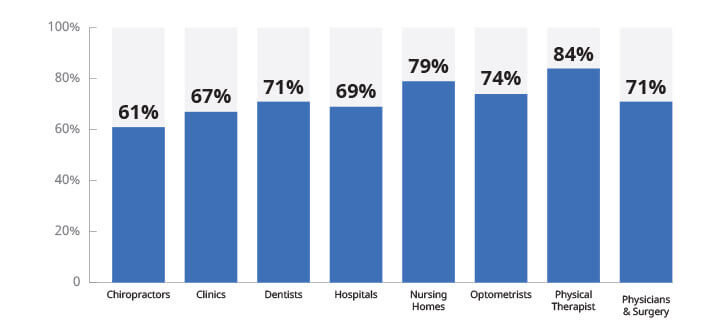 100%
80%
60%
40%
20%
0
61%
67%
71%
69%
79%
74%
84%
71%
Chiropractors
Clinics
Dentists
Hospitals
Nursing
Homes
Optometrists
Physical
Therapist
Physicians
& Surgery